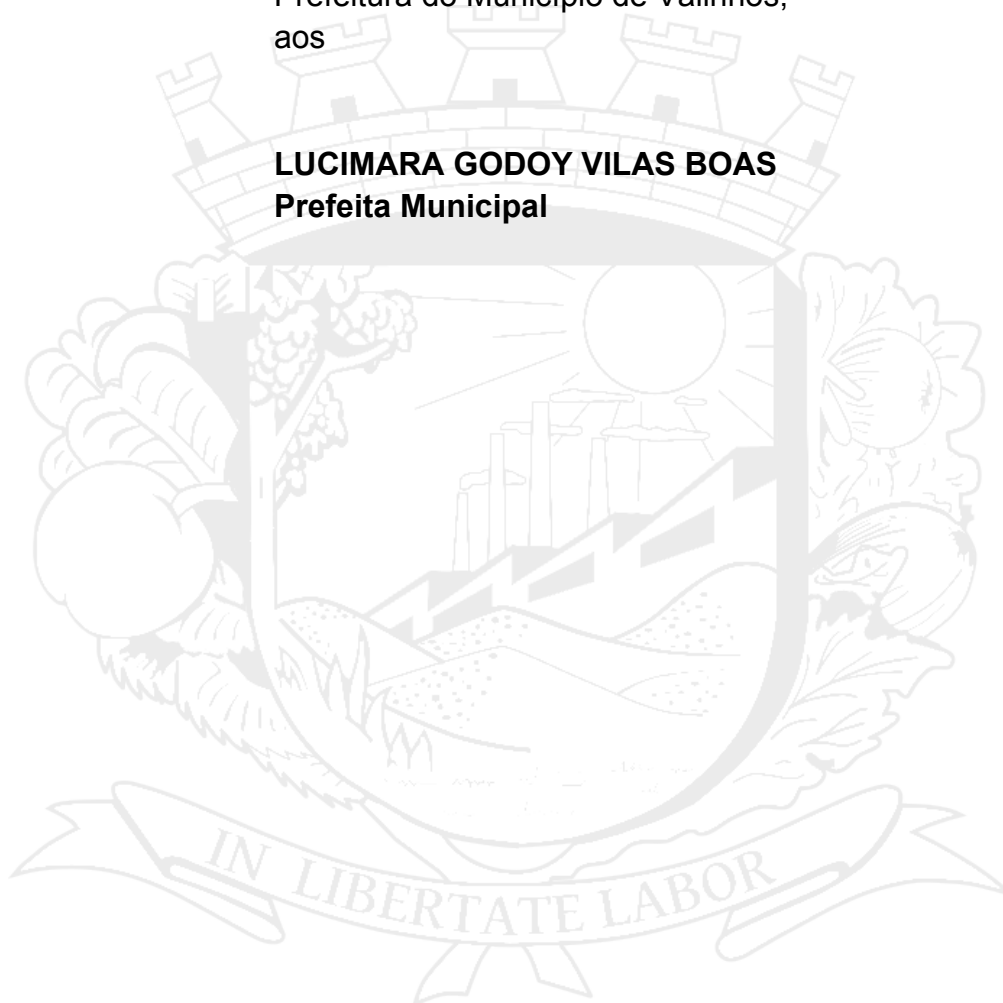 Prefeitura do Município de Valinhos,
aos
LUCIMARA GODOY VILAS BOAS
Prefeita Municipal
IN LIBERTATE LABOR